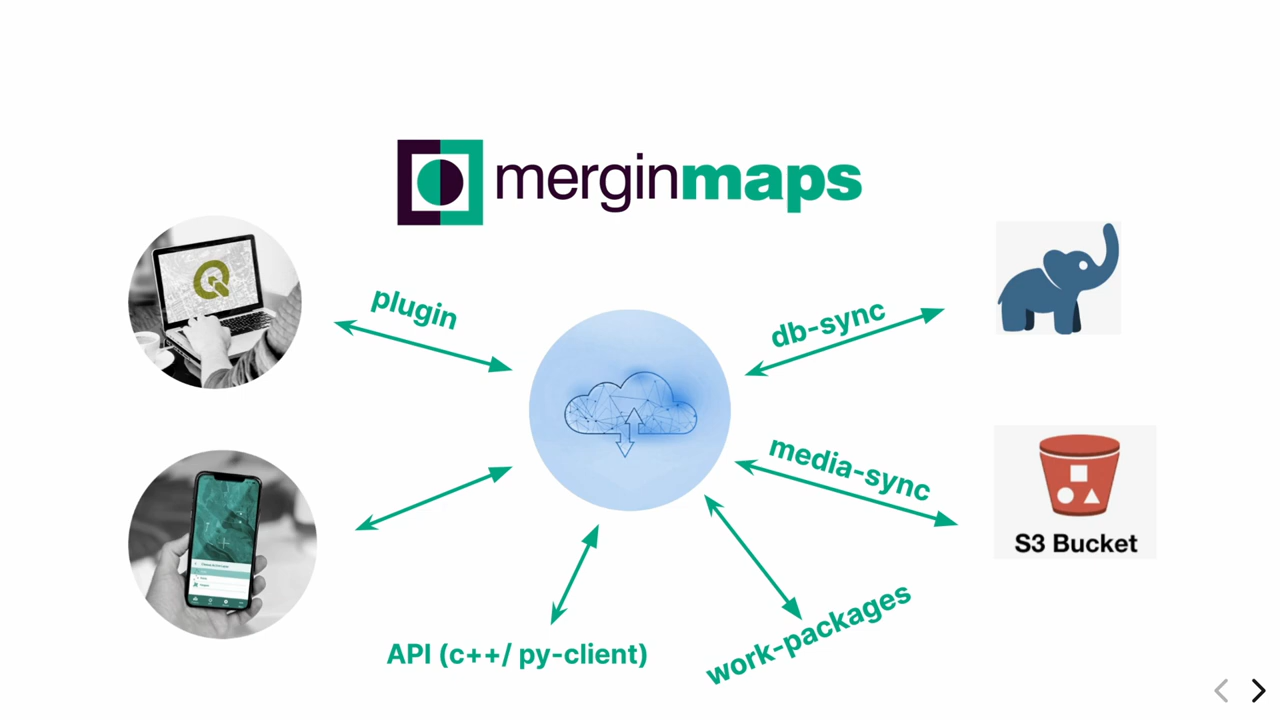 merginmaps
plugin
db-sync
media-sync
S3 Bucket
API (c++/ py-client)
work-packages